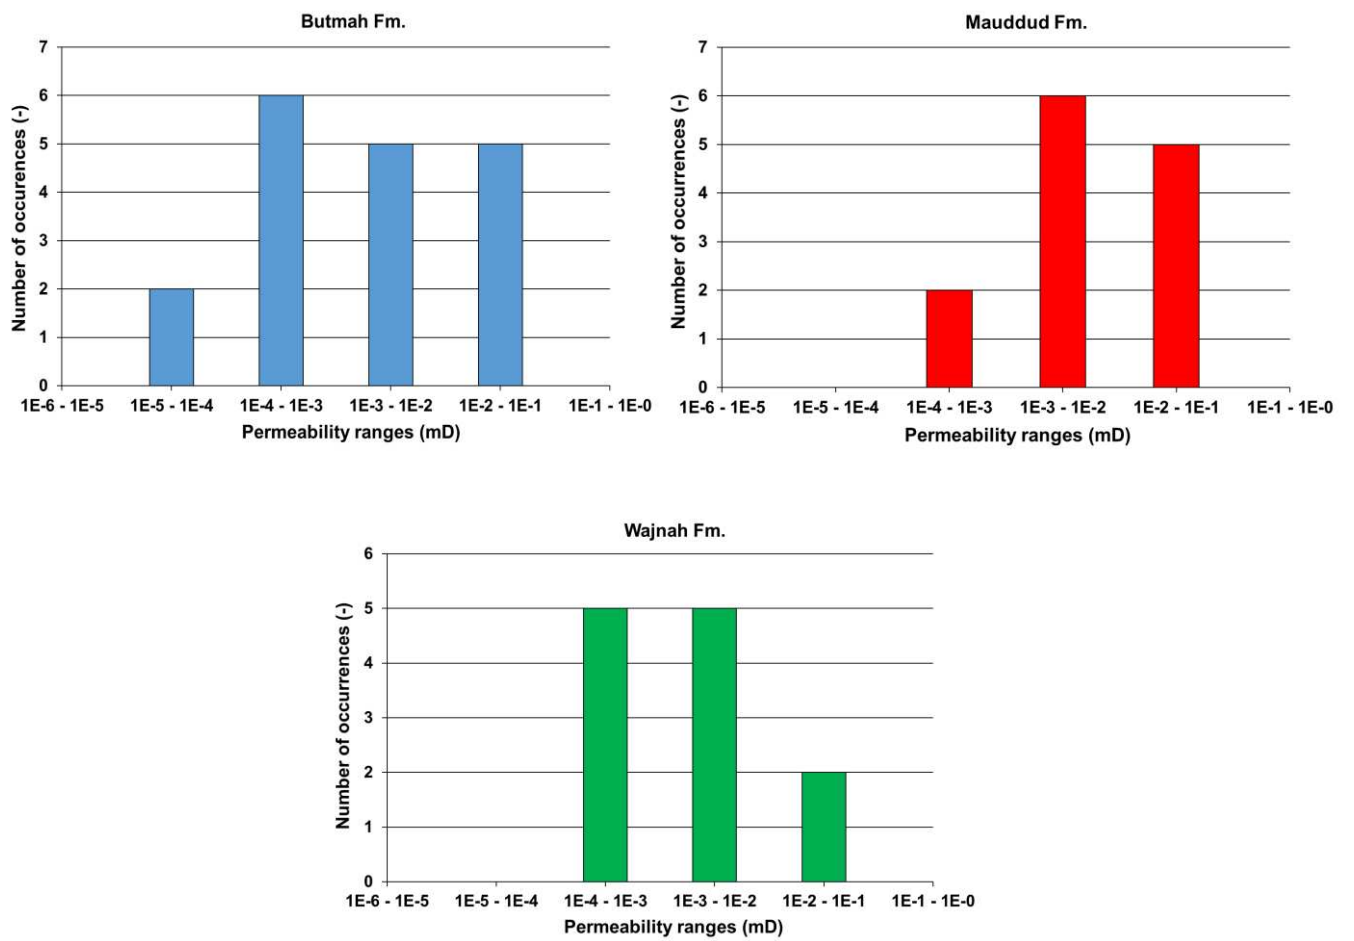 Butmah Fm.
7
6
5
4
3
2
1
0
Number of occurences (-)
1E-6 - 1E-5 1E-5 - 1E-4 1E-4 - 1E-3 1E-3 - 1E-2 1E-2 - 1E-1 1E-1 - 1E-0
Permeability ranges (mD)
Mauddud Fm.
7
6
5
4
3
2
1
0
Number of occurrences (-)
1E-6 - 1E-5 1E-5 - 1E-4 1E-4 - 1E-3 1E-3 - 1E-2 1E-2 - 1E-1 1E-1 - 1E-0
Permeability ranges (mD)
Wajnah Fm.
6
5
4
3
2
1
0
Number of occurrences (-)
1E-6 - 1E-5 1E-5 - 1E-4 1E-4 - 1E-3 1E-3 - 1E-2 1E-2 - 1E-1 1E-1 - 1E-0
Permeability ranges (mD)